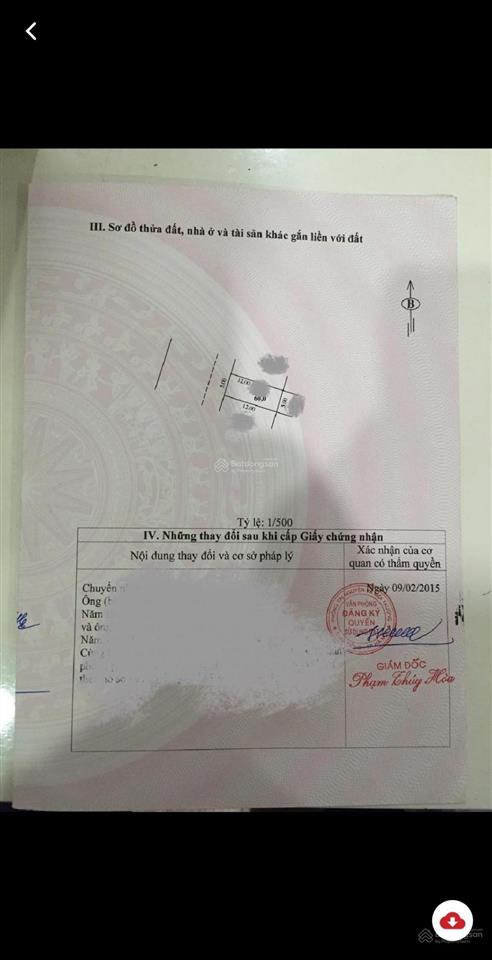 III. Sơ đồ thửa đất, nhà ở và tài sản khác gắn liền với đất
B
12.00
5.00
60,0
5.00
12.00
Batdongsan
Tỷ lệ: 1/500
IV. Những thay đổi sau khi cấp Giấy chứng nhận
Nội dung thay đổi và cơ sở pháp lý
Xác nhận của cơ quan có thẩm quyền
Chuyển
Ông
Năm
và
Năm
Ngày 09/02/2015
VĂN PHÒNG
ĐĂNG KÝ
QUYỀN
GIÁM ĐỐC
Phạm Thúy Hòa
Batdongsan